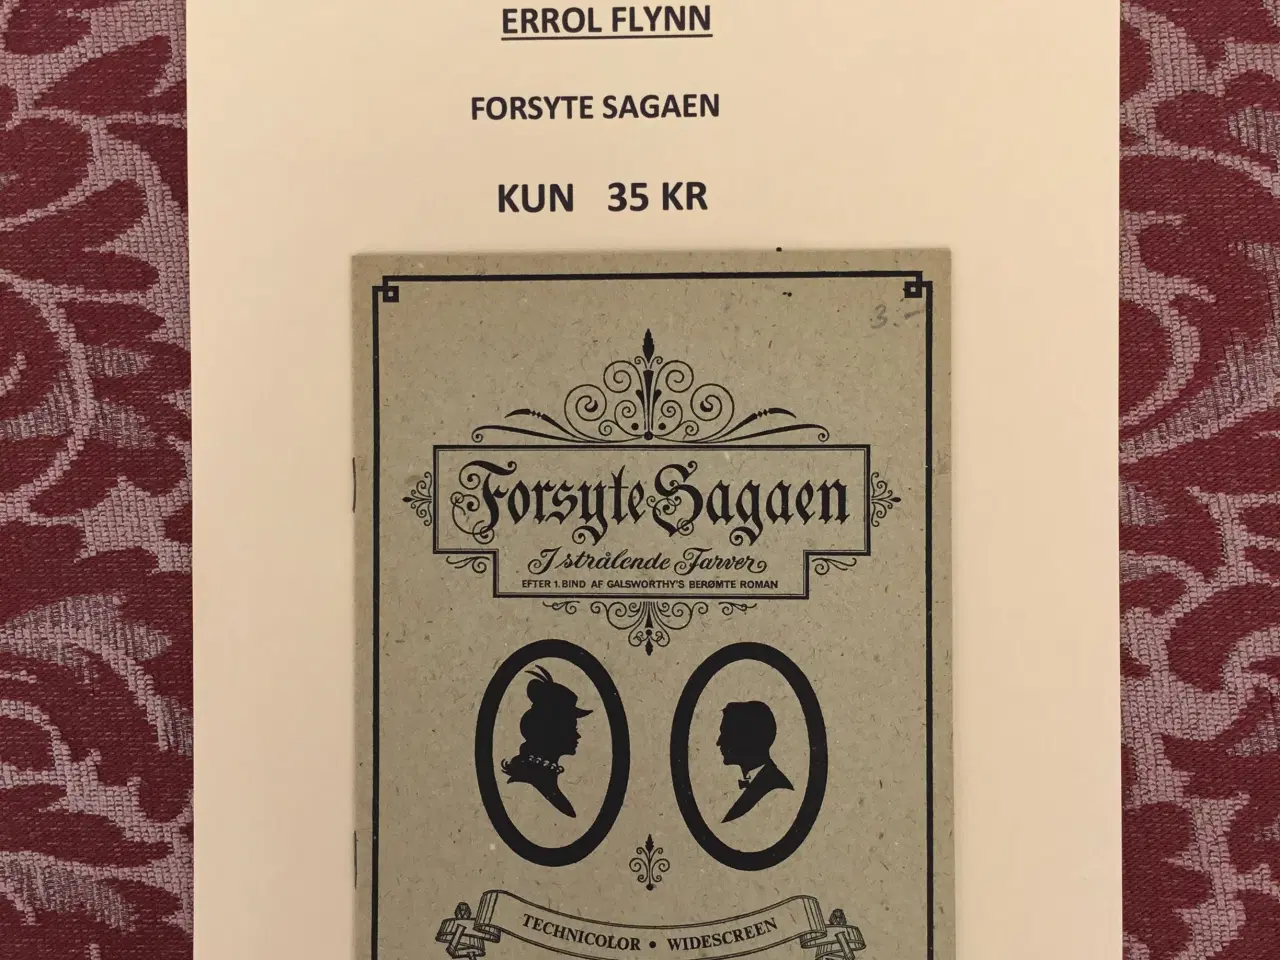 ERROL FLYNN
FORSYTE SAGAEN
KUN 35 KR
3.-
Forsyte Sagaen
I strålende Farver
EFTER 1. BIND AF GALSWORTHY'S BERØMTE ROMAN
TECHNICOLOR • WIDESCREEN